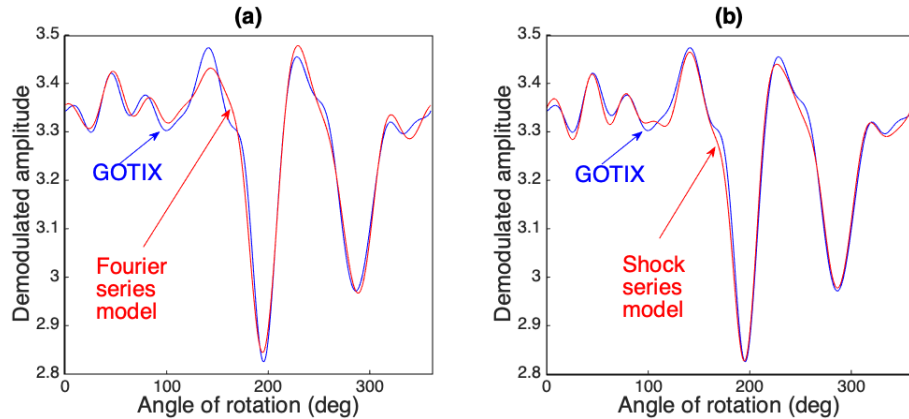 (a)
3.5
3.4
3.3
3.2
3.1
3
2.9
2.8
0
100
200
300
Demodulated amplitude
Angle of rotation (deg)
GOTIX
Fourier
series
model
(b)
3.5
3.4
3.3
3.2
3.1
3
2.9
2.8
0
100
200
300
Demodulated amplitude
Angle of rotation (deg)
GOTIX
Shock
series
model